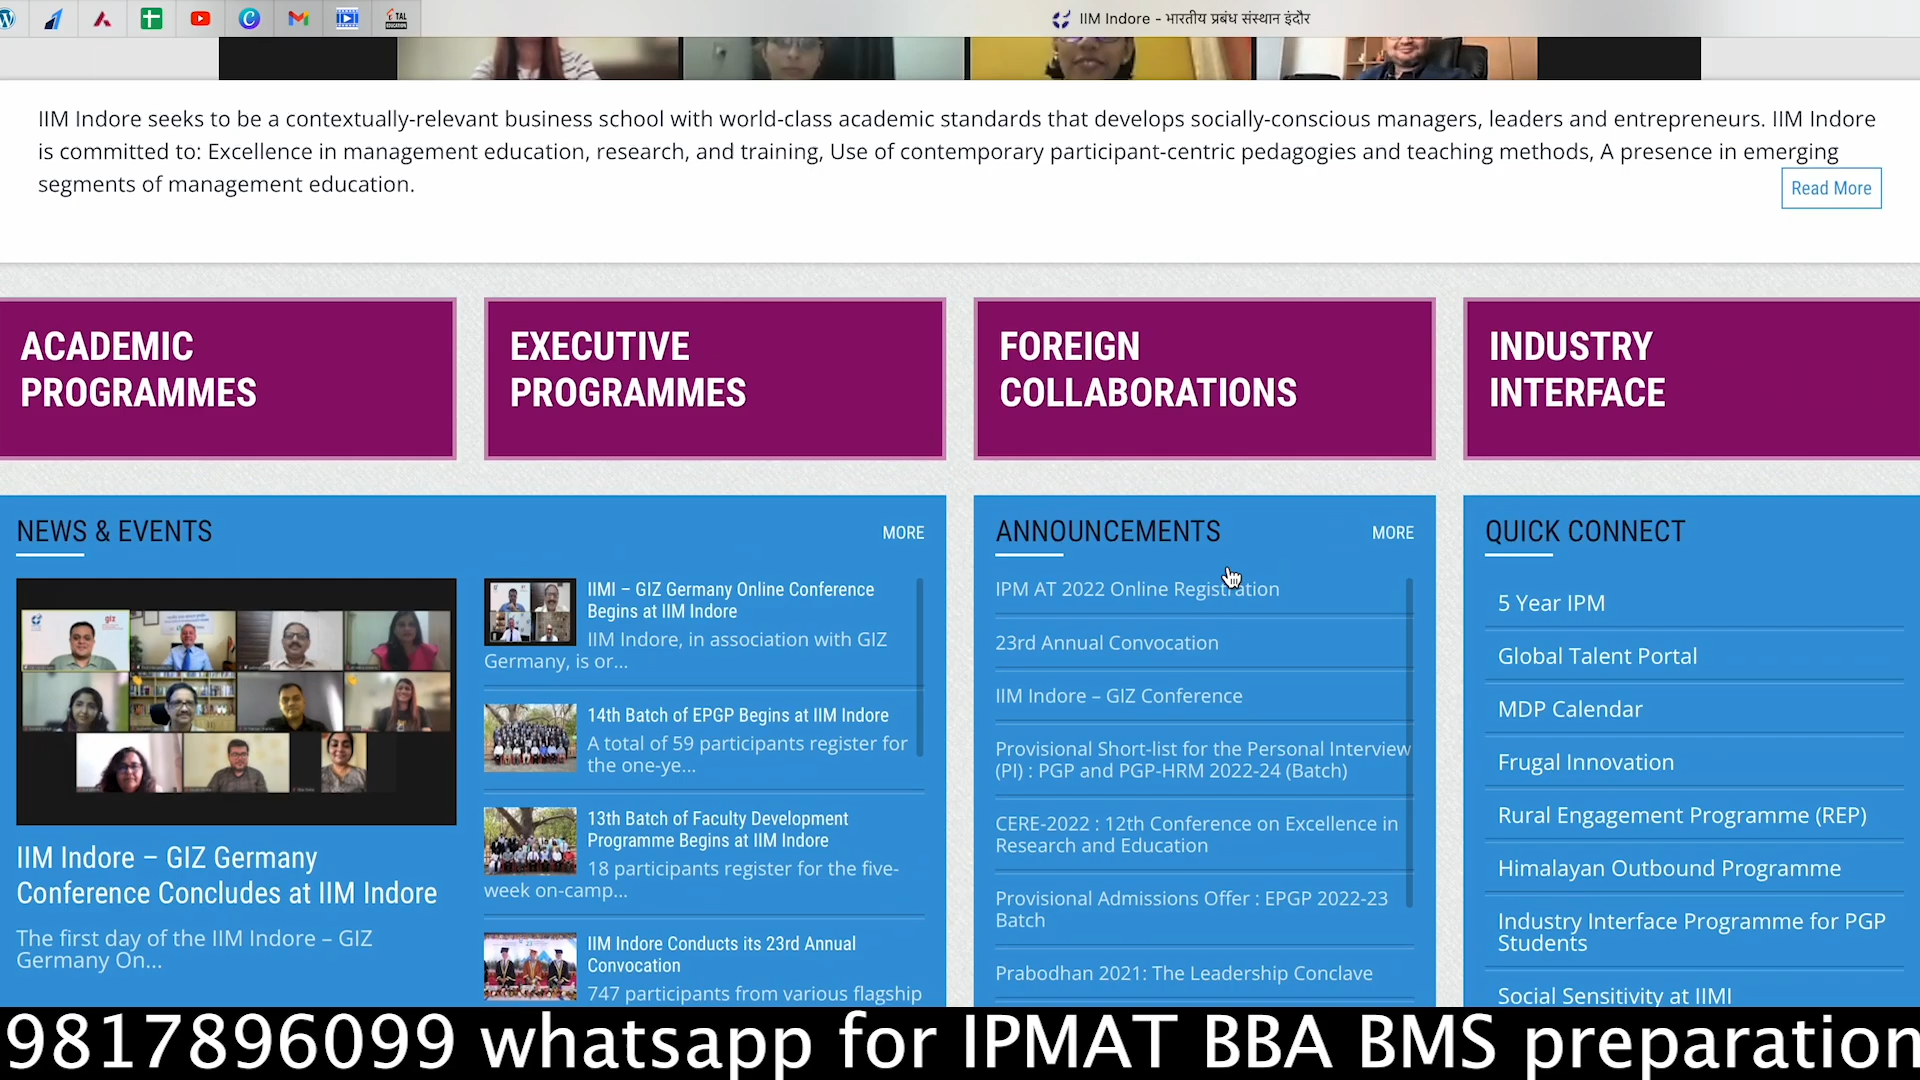 IIM Indore - भारतीय प्रबंध संस्थान इंदौर
TAL
EDUCATION
IIM Indore seeks to be a contextually-relevant business school with world-class academic standards that develops socially-conscious managers, leaders and entrepreneurs. IIM Indore
is committed to: Excellence in management education, research, and training, Use of contemporary participant-centric pedagogies and teaching methods, A presence in emerging
segments of management education.
Read More
ACADEMIC
PROGRAMMES
EXECUTIVE
PROGRAMMES
FOREIGN
COLLABORATIONS
INDUSTRY
INTERFACE
NEWS & EVENTS
MORE
IIM Indore – GIZ Germany
Conference Concludes at IIM Indore
The first day of the IIM Indore – GIZ
Germany On...
IIMI – GIZ Germany Online Conference
Begins at IIM Indore
IIM Indore, in association with GIZ
Germany, is or...
14th Batch of EPGP Begins at IIM Indore
A total of 59 participants register for
the one-ye...
13th Batch of Faculty Development
Programme Begins at IIM Indore
18 participants register for the five-
week on-camp...
IIM Indore Conducts its 23rd Annual
Convocation
747 participants from various flagship
ANNOUNCEMENTS
MORE
IPM AT 2022 Online Registration
23rd Annual Convocation
IIM Indore – GIZ Conference
Provisional Short-list for the Personal Interview
(PI) : PGP and PGP-HRM 2022-24 (Batch)
CERE-2022 : 12th Conference on Excellence in
Research and Education
Provisional Admissions Offer : EPGP 2022-23
Batch
Prabodhan 2021: The Leadership Conclave
QUICK CONNECT
5 Year IPM
Global Talent Portal
MDP Calendar
Frugal Innovation
Rural Engagement Programme (REP)
Himalayan Outbound Programme
Industry Interface Programme for PGP
Students
Social Sensitivity at IIMI
9817896099 whatsapp for IPMAT BBA BMS preparation